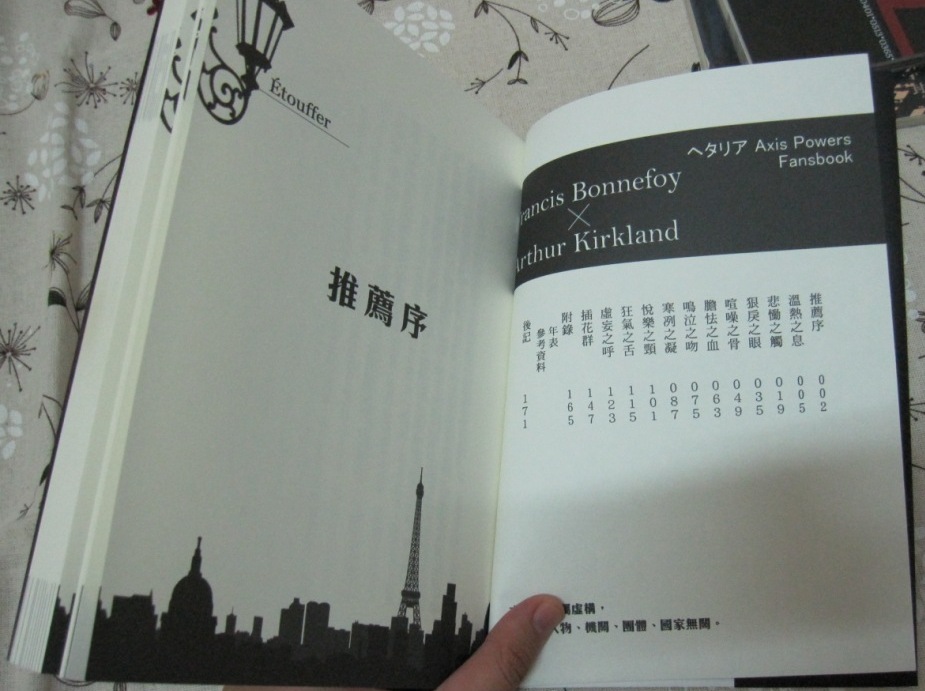 ヘタリア Axis Powers
Fansbook
Francis Bonnefoy
×
Arthur Kirkland
推薦序 002
溫熱之息 005
悲慟之觸 019
狠戾之眼 035
喧噪之骨 049
膽怯之血 063
嗚泣之吻 075
寒冽之凝 087
悅樂之頸 101
狂氣之舌 115
虛妄之呼 123
插花群 147
附錄 165
年表
參考資料
後記 171
屬虛構，
物、機關、團體、國家無關。
Étouffer
推薦序